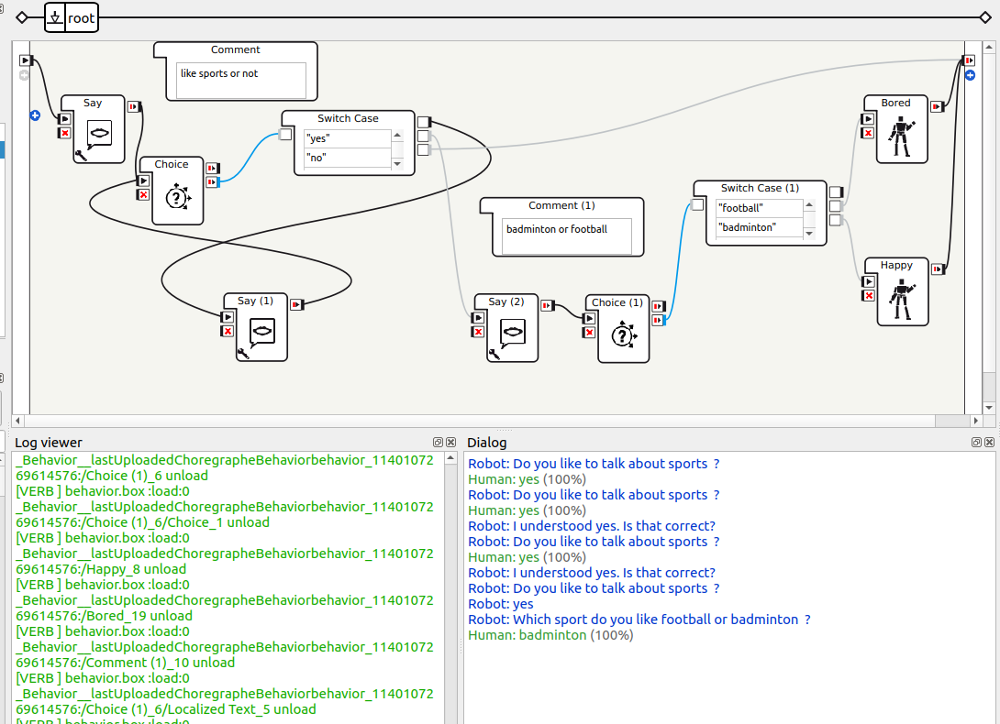 root
Comment
like sports or not
Say
Switch Case
"yes"
"no"
Choice
Bored
Comment (1)
badminton or football
Switch Case (1)
"football"
"badminton"
Happy
Say (1)
Say (2)
Choice (1)
Log viewer
_Behavior__lastUploadedChoregrapheBehaviorbehavior_11401072
69614576:/Choice (1)_6 unload
[VERB ] behavior.box :load:0
_Behavior__lastUploadedChoregrapheBehaviorbehavior_11401072
69614576:/Choice (1)_6/Choice_1 unload
[VERB ] behavior.box :load:0
_Behavior__lastUploadedChoregrapheBehaviorbehavior_11401072
69614576:/Happy_8 unload
[VERB ] behavior.box :load:0
_Behavior__lastUploadedChoregrapheBehaviorbehavior_11401072
69614576:/Bored_19 unload
[VERB ] behavior.box :load:0
_Behavior__lastUploadedChoregrapheBehaviorbehavior_11401072
69614576:/Comment (1)_10 unload
[VERB ] behavior.box :load:0
_Behavior__lastUploadedChoregrapheBehaviorbehavior_11401072
69614576:/Choice (1)_6/Localized Text_5 unload
[VERB ] behavior.box :load:0
Dialog
Robot: Do you like to talk about sports ?
Human: yes (100%)
Robot: Do you like to talk about sports ?
Human: yes (100%)
Robot: I understood yes. Is that correct?
Robot: Do you like to talk about sports ?
Human: yes (100%)
Robot: I understood yes. Is that correct?
Robot: Do you like to talk about sports ?
Robot: yes
Robot: Which sport do you like football or badminton ?
Human: badminton (100%)